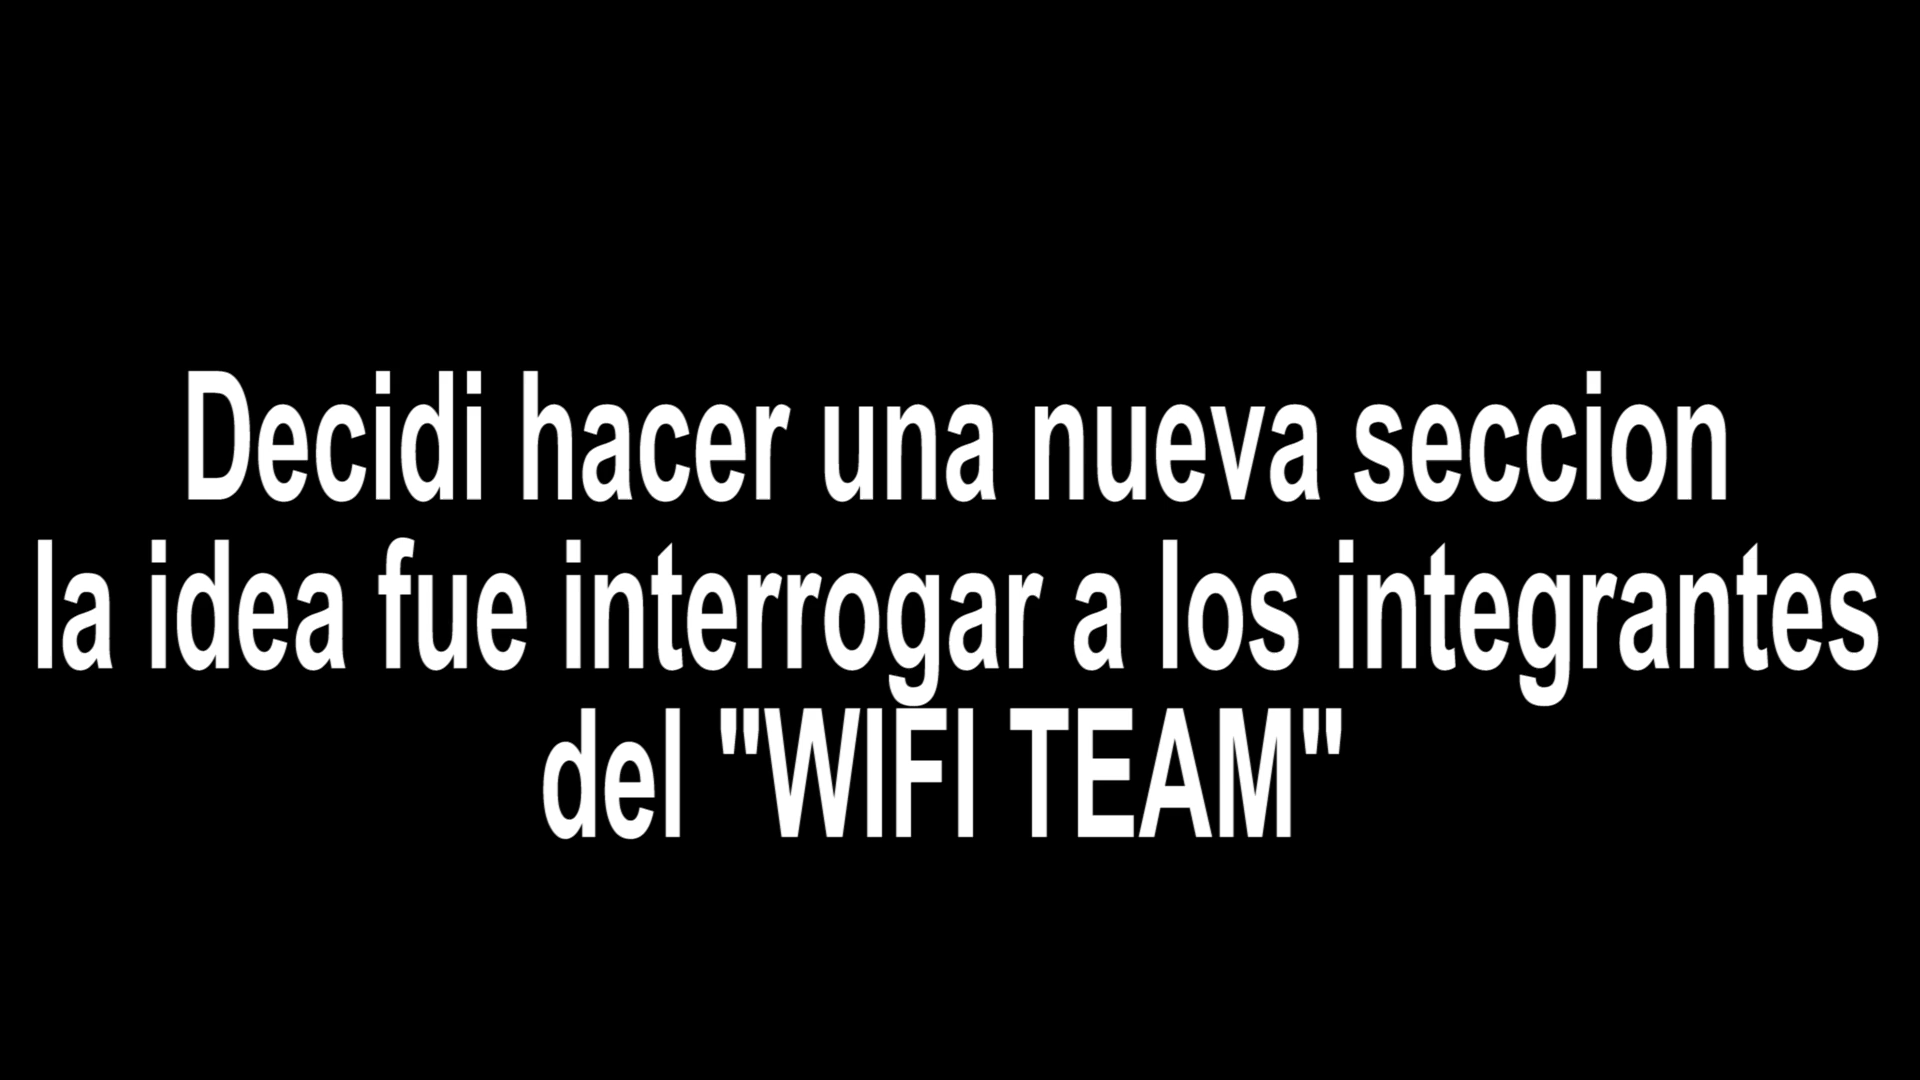 Decidi hacer una nueva seccion
la idea fue interrogar a los integrantes
del "WIFI TEAM"